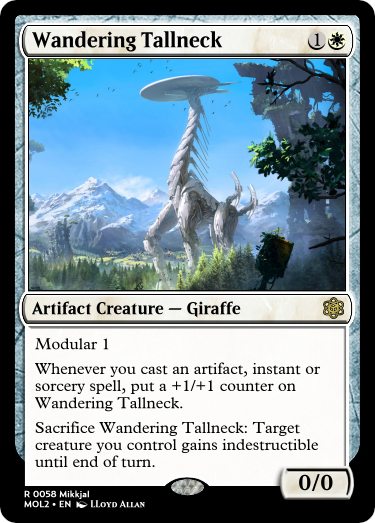 Wandering Tallneck 1
Artifact Creature — Giraffe
Modular 1
Whenever you cast an artifact, instant or
sorcery spell, put a +1/+1 counter on
Wandering Tallneck.
Sacrifice Wandering Tallneck: Target
creature you control gains indestructible
until end of turn.
0/0
R 0058 Mikkjal
MOL2 • EN Lloyd Allan